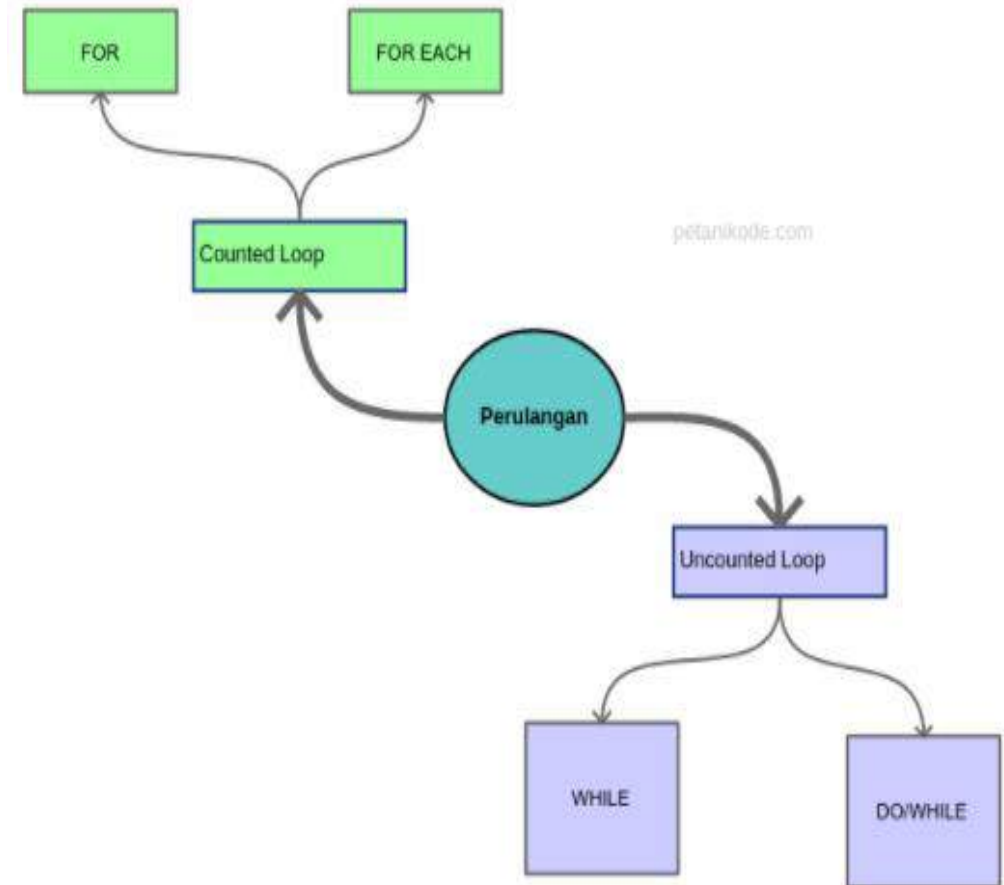 FOR
FOR EACH
Counted Loop
petanikode.com
Perulangan
Uncounted Loop
WHILE
DO/WHILE